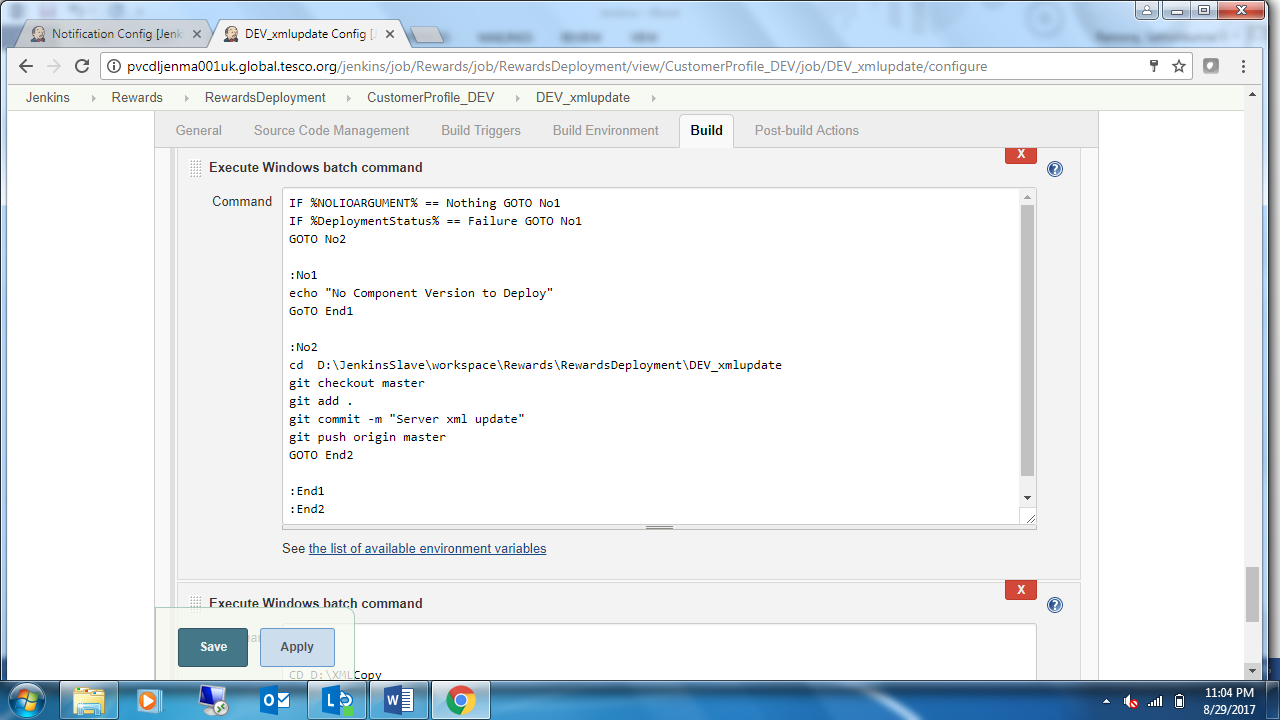 Notification Config [Jenk
DEV_xmlupdate Config [J
pvcdljenma001uk.global.tesco.org/jenkins/job/Rewards/job/RewardsDeployment/view/CustomerProfile_DEV/job/DEV_xmlupdate/configure
Jenkins Rewards RewardsDeployment CustomerProfile_DEV DEV_xmlupdate
General Source Code Management Build Triggers Build Environment Build Post-build Actions
X
Execute Windows batch command ?
Command
IF %NOLIOARGUMENT% == Nothing GOTO No1
IF %DeploymentStatus% == Failure GOTO No1
GOTO No2
:No1
echo "No Component Version to Deploy"
GoTO End1
:No2
cd  D:\JenkinsSlave\workspace\Rewards\RewardsDeployment\DEV_xmlupdate
git checkout master
git add .
git commit -m "Server xml update"
git push origin master
GOTO End2
:End1
:End2
See the list of available environment variables
X
Execute Windows batch command ?
Save Apply
CD D:\XMLCopy
11:04 PM
8/29/2017